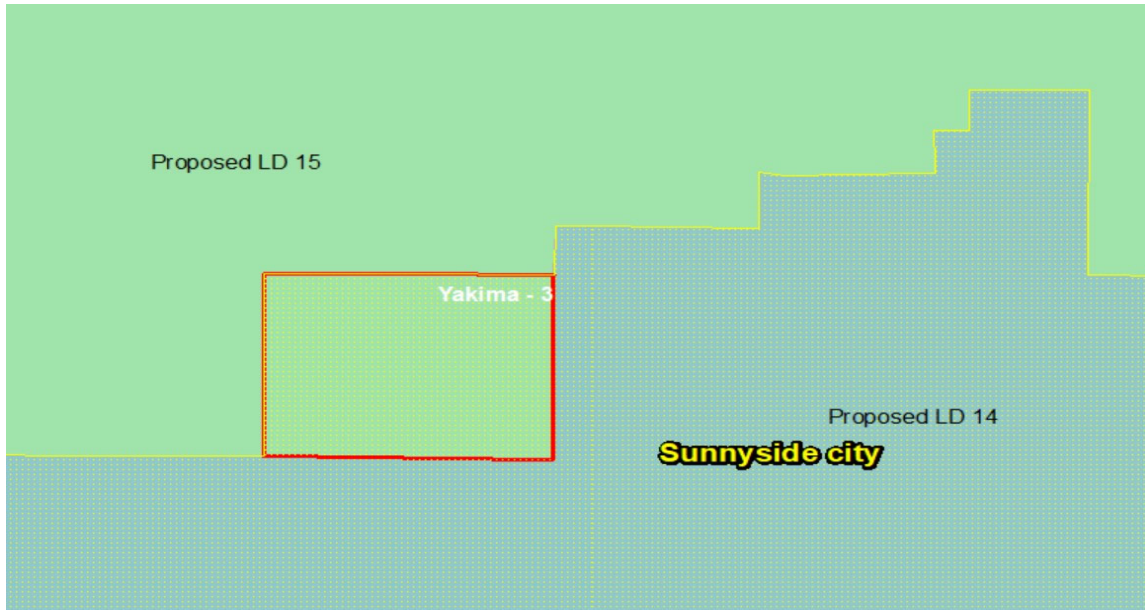 Proposed LD 15
Yakima - 3
Proposed LD 14
Sunnyside city